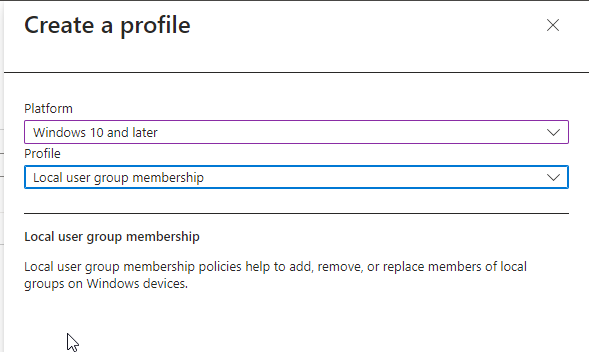 Create a profile
Platform
Windows 10 and later
Profile
Local user group membership
Local user group membership
Local user group membership policies help to add, remove, or replace members of local
groups on Windows devices.